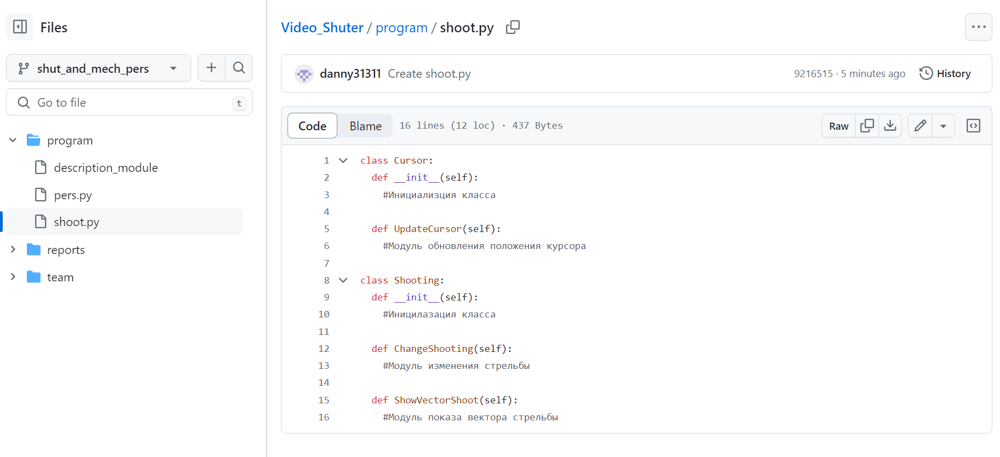 Files
shut_and_mech_pers
Go to file
t
program
description_module
pers.py
shoot.py
reports
team
Video_Shuter / program / shoot.py
danny31311 Create shoot.py
9216515 · 5 minutes ago
History
Code
Blame
16 lines (12 loc) · 437 Bytes
Raw
1 class Cursor:
2 def __init__(self):
3 #Инициализция класса
4
5 def UpdateCursor(self):
6 #Модуль обновления положения курсора
7
8 class Shooting:
9 def __init__(self):
10 #Иницилазация класса
11
12 def ChangeShooting(self):
13 #Модуль изменения стрельбы
14
15 def ShowVectorShoot(self):
16 #Модуль показа вектора стрельбы